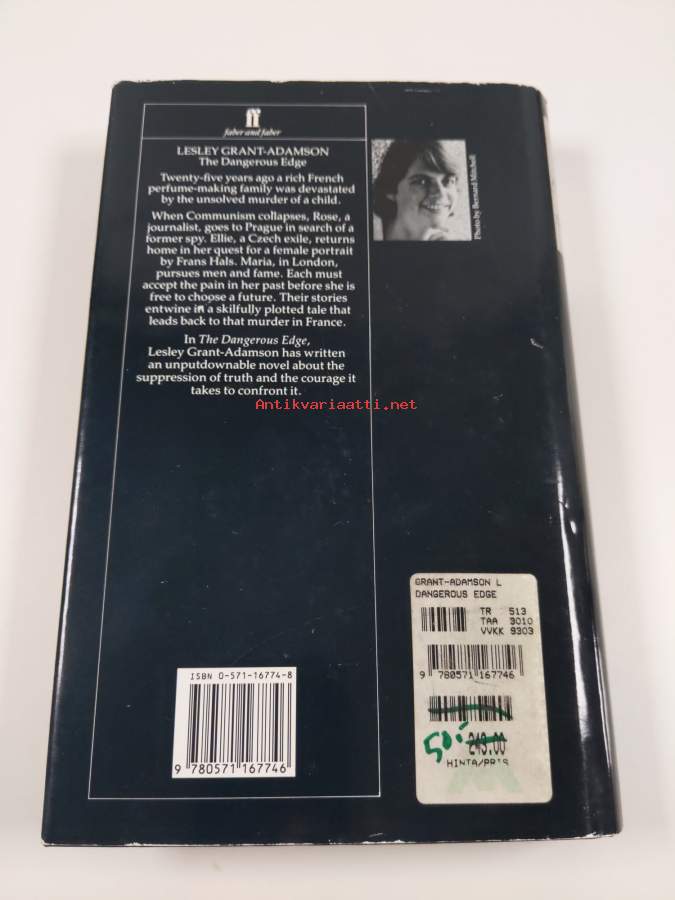 ff
faber and faber
LESLEY GRANT-ADAMSON
The Dangerous Edge
Twenty-five years ago a rich French
perfume-making family was devastated
by the unsolved murder of a child.
When Communism collapses, Rose, a
journalist, goes to Prague in search of a
former spy. Ellie, a Czech exile, returns
home in her quest for a female portrait
by Frans Hals. Maria, in London,
pursues men and fame. Each must
accept the pain in her past before she is
free to choose a future. Their stories
entwine in a skilfully plotted tale that
leads back to that murder in France.
In The Dangerous Edge,
Lesley Grant-Adamson has written
an unputdownable novel about the
suppression of truth and the courage it
takes to confront it.
Photo by Bernard Mitchell
Antikvariaatti.net
ISBN 0-571-16774-8
9 780571 167746
GRANT-ADAMSON L
DANGEROUS EDGE
TR 513
TAA 3010
VVKK 9303
9 780571 167746
50:-
243.00
HINTA/PRIS